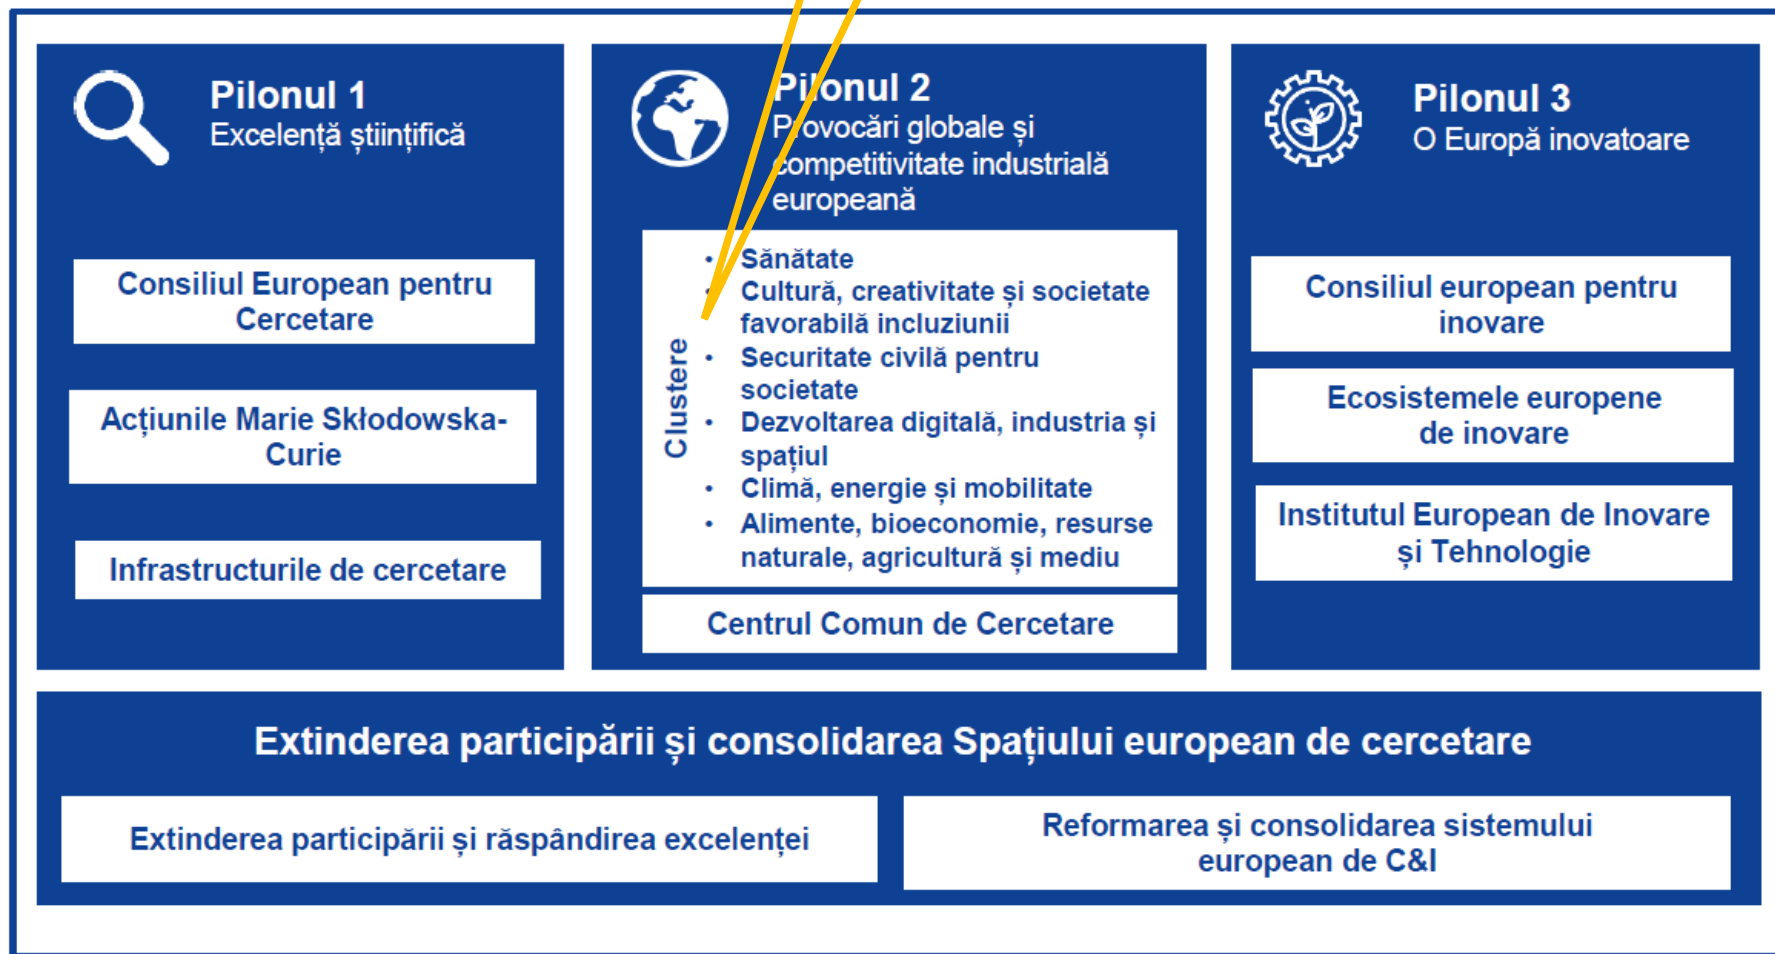 Pilonul 1
Excelență științifică
Consiliul European pentru
Cercetare
Acțiunile Marie Skłodowska-
Curie
Infrastructurile de cercetare
Pilonul 2
Provocări globale și
competitivitate industrială
europeană
Clustere
• Sănătate
• Cultură, creativitate și societate
favorabilă incluziunii
• Securitate civilă pentru
societate
• Dezvoltarea digitală, industria și
spațiul
• Climă, energie și mobilitate
• Alimente, bioeconomie, resurse
naturale, agricultură și mediu
Centrul Comun de Cercetare
Pilonul 3
O Europă inovatoare
Consiliul european pentru
inovare
Ecosistemele europene
de inovare
Institutul European de Inovare
și Tehnologie
Extinderea participării și consolidarea Spațiului european de cercetare
Extinderea participării și răspândirea excelenței
Reformarea și consolidarea sistemului
european de C&I